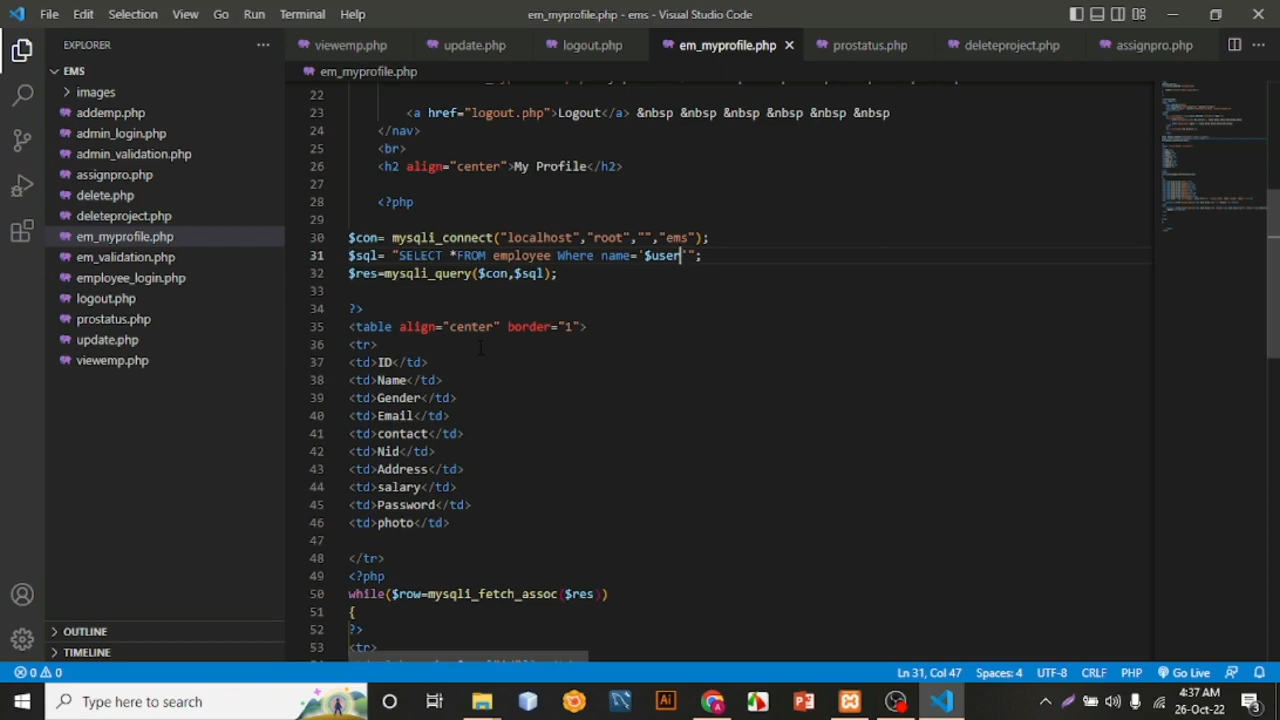 File Edit Selection View Go Run Terminal Help
em_myprofile.php - ems - Visual Studio Code
EXPLORER
viewemp.php update.php logout.php em_myprofile.php prostatus.php deleteproject.php assignpro.php
EMS
em_myprofile.php
images
addemp.php
admin_login.php
admin_validation.php
assignpro.php
delete.php
deleteproject.php
em_myprofile.php
em_validation.php
employee_login.php
logout.php
prostatus.php
update.php
viewemp.php
OUTLINE
TIMELINE
22
23 <a href="logout.php">Logout</a> &nbsp &nbsp &nbsp &nbsp &nbsp &nbsp
24 </nav>
25 <br>
26 <h2 align="center">My Profile</h2>
27
28 <?php
29
30 $con= mysqli_connect("localhost","root","","ems");
31 $sql= "SELECT *FROM employee Where name='$user'";
32 $res=mysqli_query($con,$sql);
33
34 ?>
35 <table align="center" border="1">
36 <tr>
37 <td>ID</td>
38 <td>Name</td>
39 <td>Gender</td>
40 <td>Email</td>
41 <td>contact</td>
42 <td>Nid</td>
43 <td>Address</td>
44 <td>salary</td>
45 <td>Password</td>
46 <td>photo</td>
47
48 </tr>
49 <?php
50 while($row=mysqli_fetch_assoc($res))
51 {
52 ?>
53 <tr>
0 0 Ln 31, Col 47 Spaces: 4 UTF-8 CRLF PHP Go Live
Type here to search
Ai
4:37 AM
26-Oct-22
3